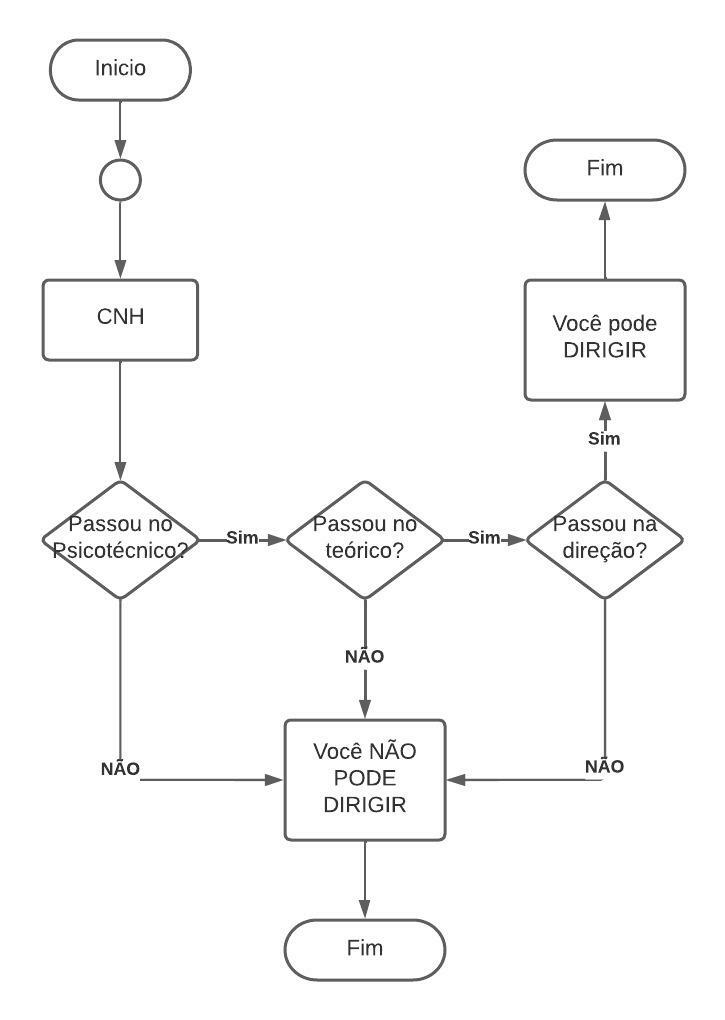 Inicio
Fim
CNH
Você pode
DIRIGIR
Sim
Passou no
Psicotécnico?
Sim
Passou no
teórico?
Sim
Passou na
direção?
NÃO
NÃO
Você NÃO
PODE
DIRIGIR
NÃO
Fim